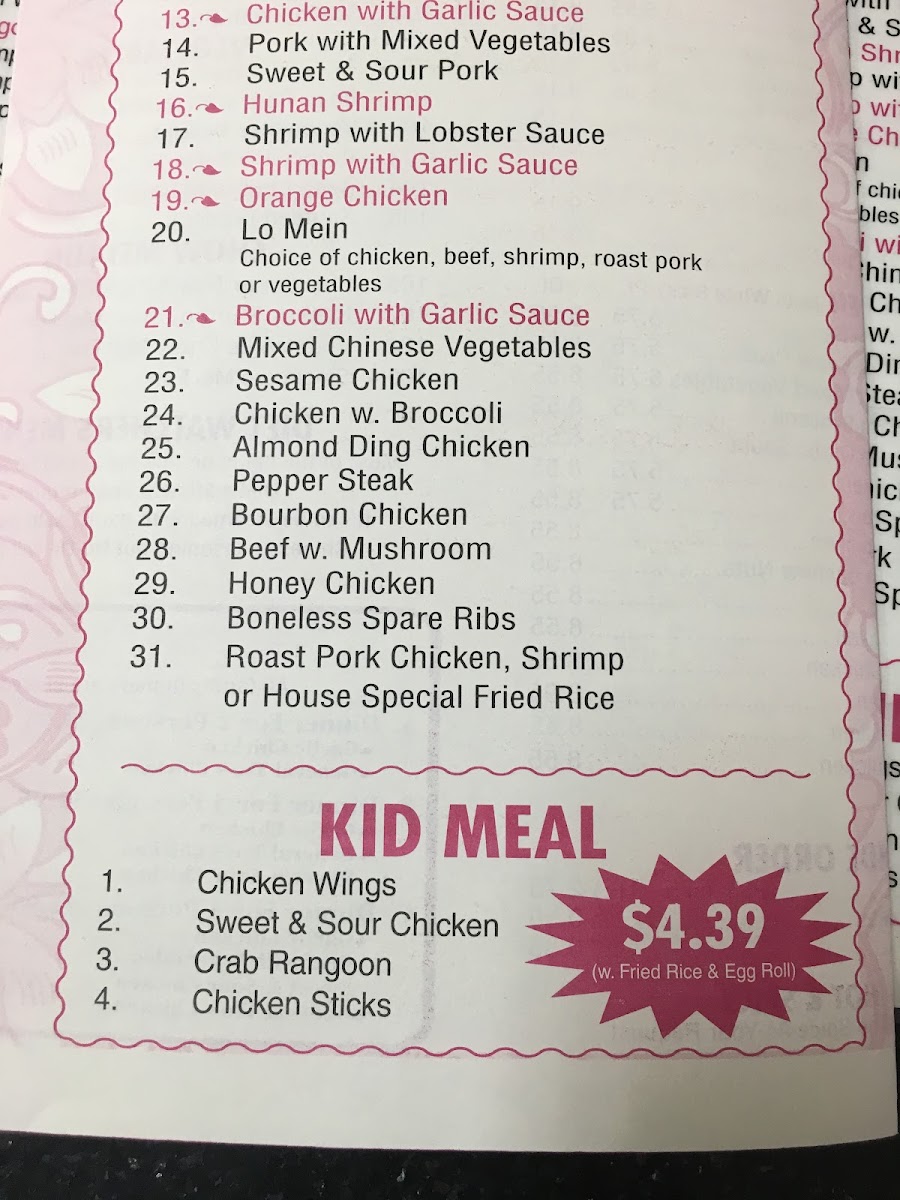 13. Chicken with Garlic Sauce
14. Pork with Mixed Vegetables
15. Sweet & Sour Pork
16. Hunan Shrimp
17. Shrimp with Lobster Sauce
18. Shrimp with Garlic Sauce
19. Orange Chicken
20. Lo Mein
Choice of chicken, beef, shrimp, roast pork
or vegetables
21. Broccoli with Garlic Sauce
22. Mixed Chinese Vegetables
23. Sesame Chicken
24. Chicken w. Broccoli
25. Almond Ding Chicken
26. Pepper Steak
27. Bourbon Chicken
28. Beef w. Mushroom
29. Honey Chicken
30. Boneless Spare Ribs
31. Roast Pork Chicken, Shrimp
or House Special Fried Rice
KID MEAL
1. Chicken Wings
2. Sweet & Sour Chicken
3. Crab Rangoon
4. Chicken Sticks
$4.39
(w. Fried Rice & Egg Roll)